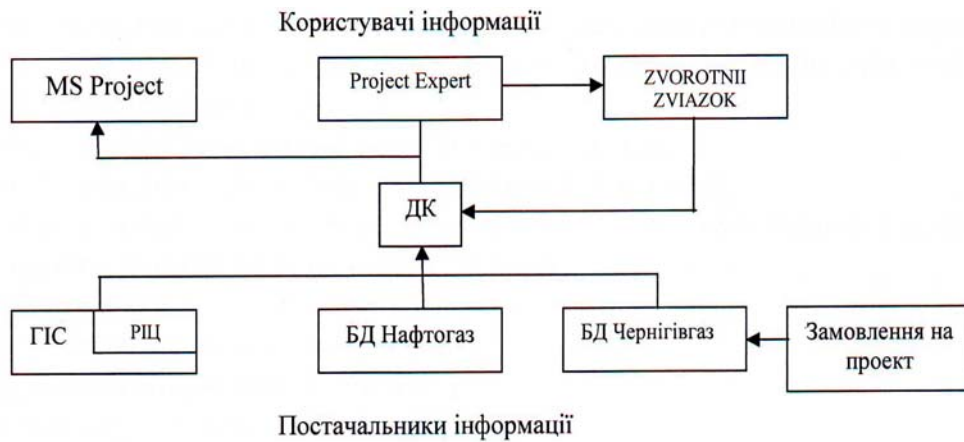 Користувачі інформації
MS Project
Project Expert
ZVOROTNII
ZVIAZOK
ДК
ГІС
РІЦ
БД Нафтогаз
БД Чернігівгаз
Замовлення на
проект
Постачальники інформації